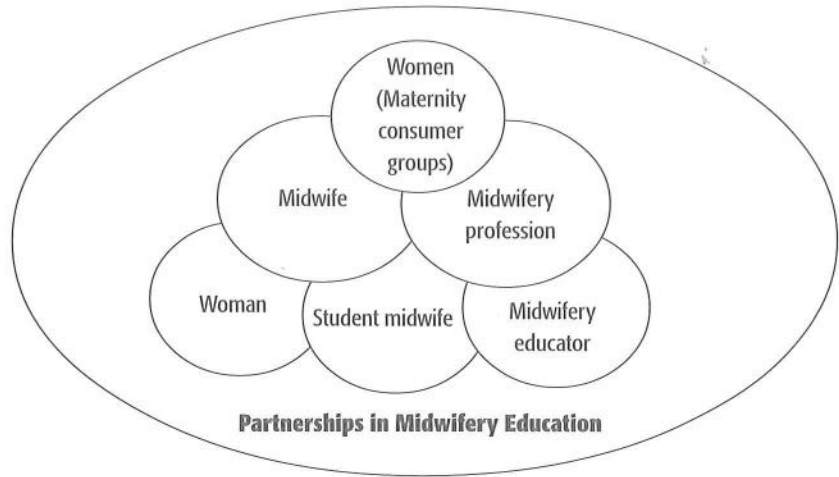 Women
(Maternity
consumer
groups)
Midwife
Midwifery
profession
Woman
Student midwife
Midwifery
educator
Partnerships in Midwifery Education